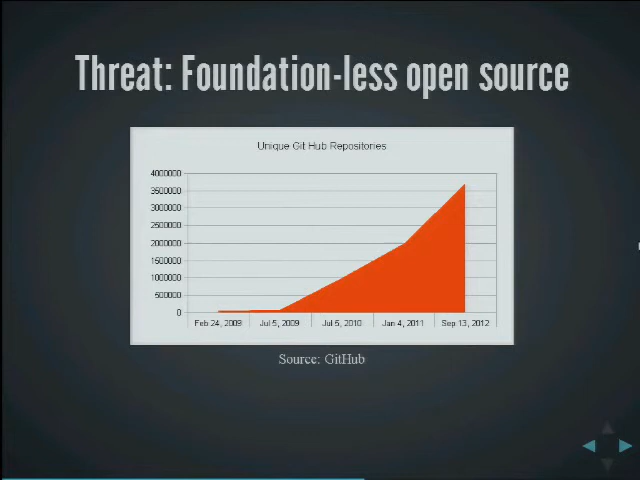 Threat: Foundation-less open source
Unique Git Hub Repositories
4000000
3500000
3000000
2500000
2000000
1500000
1000000
500000
0
Feb 24, 2009 Jul 5, 2009 Jul 5, 2010 Jan 4, 2011 Sep 13, 2012
Source: GitHub